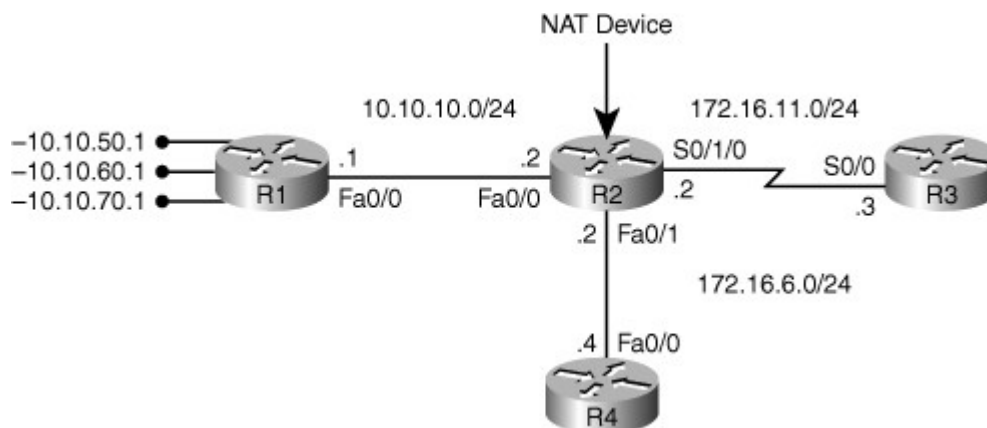 NAT Device
10.10.10.0/24
172.16.11.0/24
–10.10.50.1
–10.10.60.1
–10.10.70.1
.1
.2
S0/1/0
S0/0
R1
R2
R3
Fa0/0
Fa0/0
.2
.3
.2
Fa0/1
172.16.6.0/24
.4
Fa0/0
R4